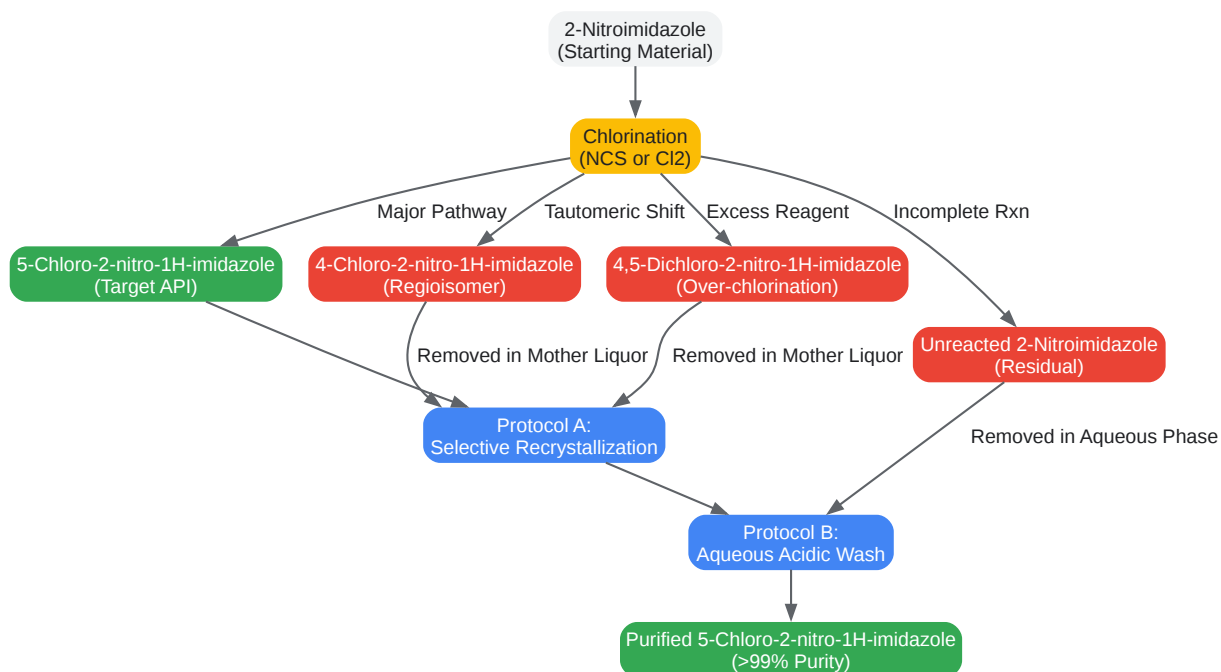 2-Nitroimidazole
(Starting Material)
Chlorination
(NCS or Cl2)
Major Pathway
Tautomeric Shift
Excess Reagent
Incomplete Rxn
5-Chloro-2-nitro-1H-imidazole
(Target API)
4-Chloro-2-nitro-1H-imidazole
(Regioisomer)
4,5-Dichloro-2-nitro-1H-imidazole
(Over-chlorination)
Unreacted 2-Nitroimidazole
(Residual)
Removed in Mother Liquor
Removed in Mother Liquor
Protocol A:
Selective Recrystallization
Removed in Aqueous Phase
Protocol B:
Aqueous Acidic Wash
Purified 5-Chloro-2-nitro-1H-imidazole
(>99% Purity)